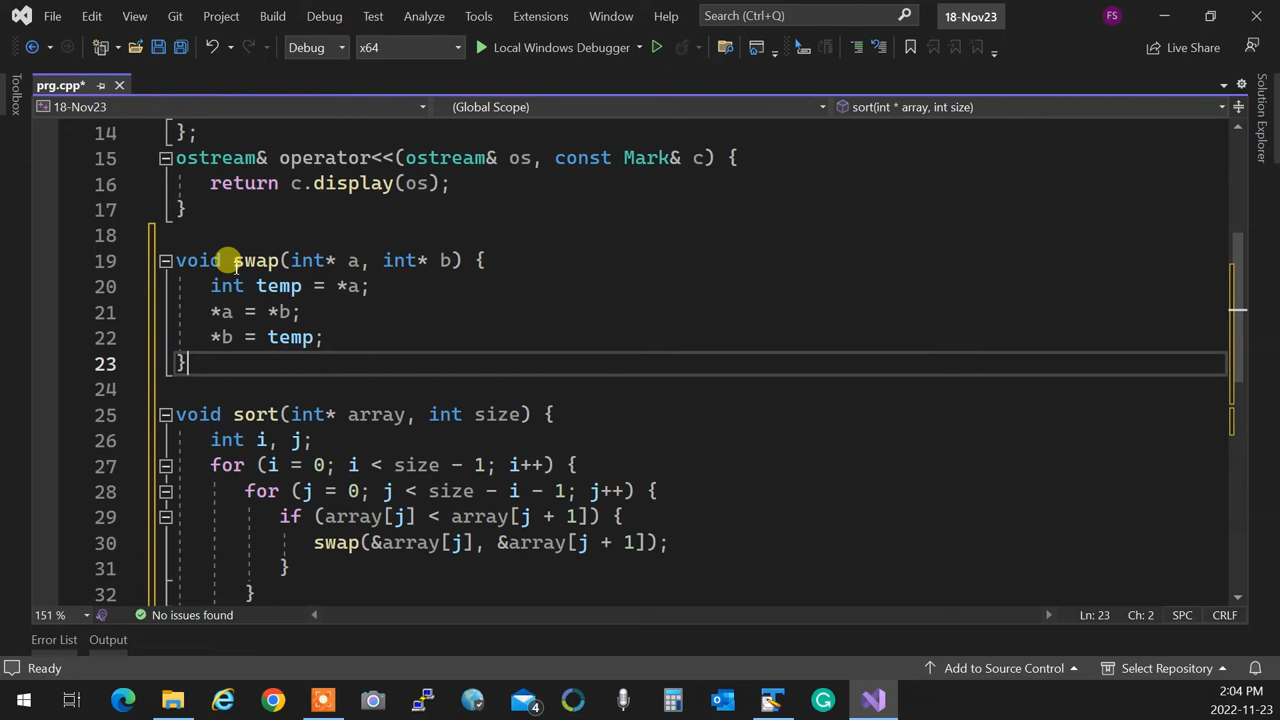 File Edit View Git Project Build Debug Test Analyze Tools Extensions Window Help Search (Ctrl+Q) 18-Nov23 FS
Debug x64 Local Windows Debugger Live Share
prg.cpp*
Toolbox
18-Nov23 (Global Scope) sort(int * array, int size)
Solution Explorer
14 };
15 ostream& operator<<(ostream& os, const Mark& c) {
16 return c.display(os);
17 }
18
19 void swap(int* a, int* b) {
20 int temp = *a;
21 *a = *b;
22 *b = temp;
23 }
24
25 void sort(int* array, int size) {
26 int i, j;
27 for (i = 0; i < size - 1; i++) {
28 for (j = 0; j < size - i - 1; j++) {
29 if (array[j] < array[j + 1]) {
30 swap(&array[j], &array[j + 1]);
31 }
32 }
151 % No issues found Ln: 23 Ch: 2 SPC CRLF
Error List Output
Ready Add to Source Control Select Repository
4
2:04 PM
2022-11-23